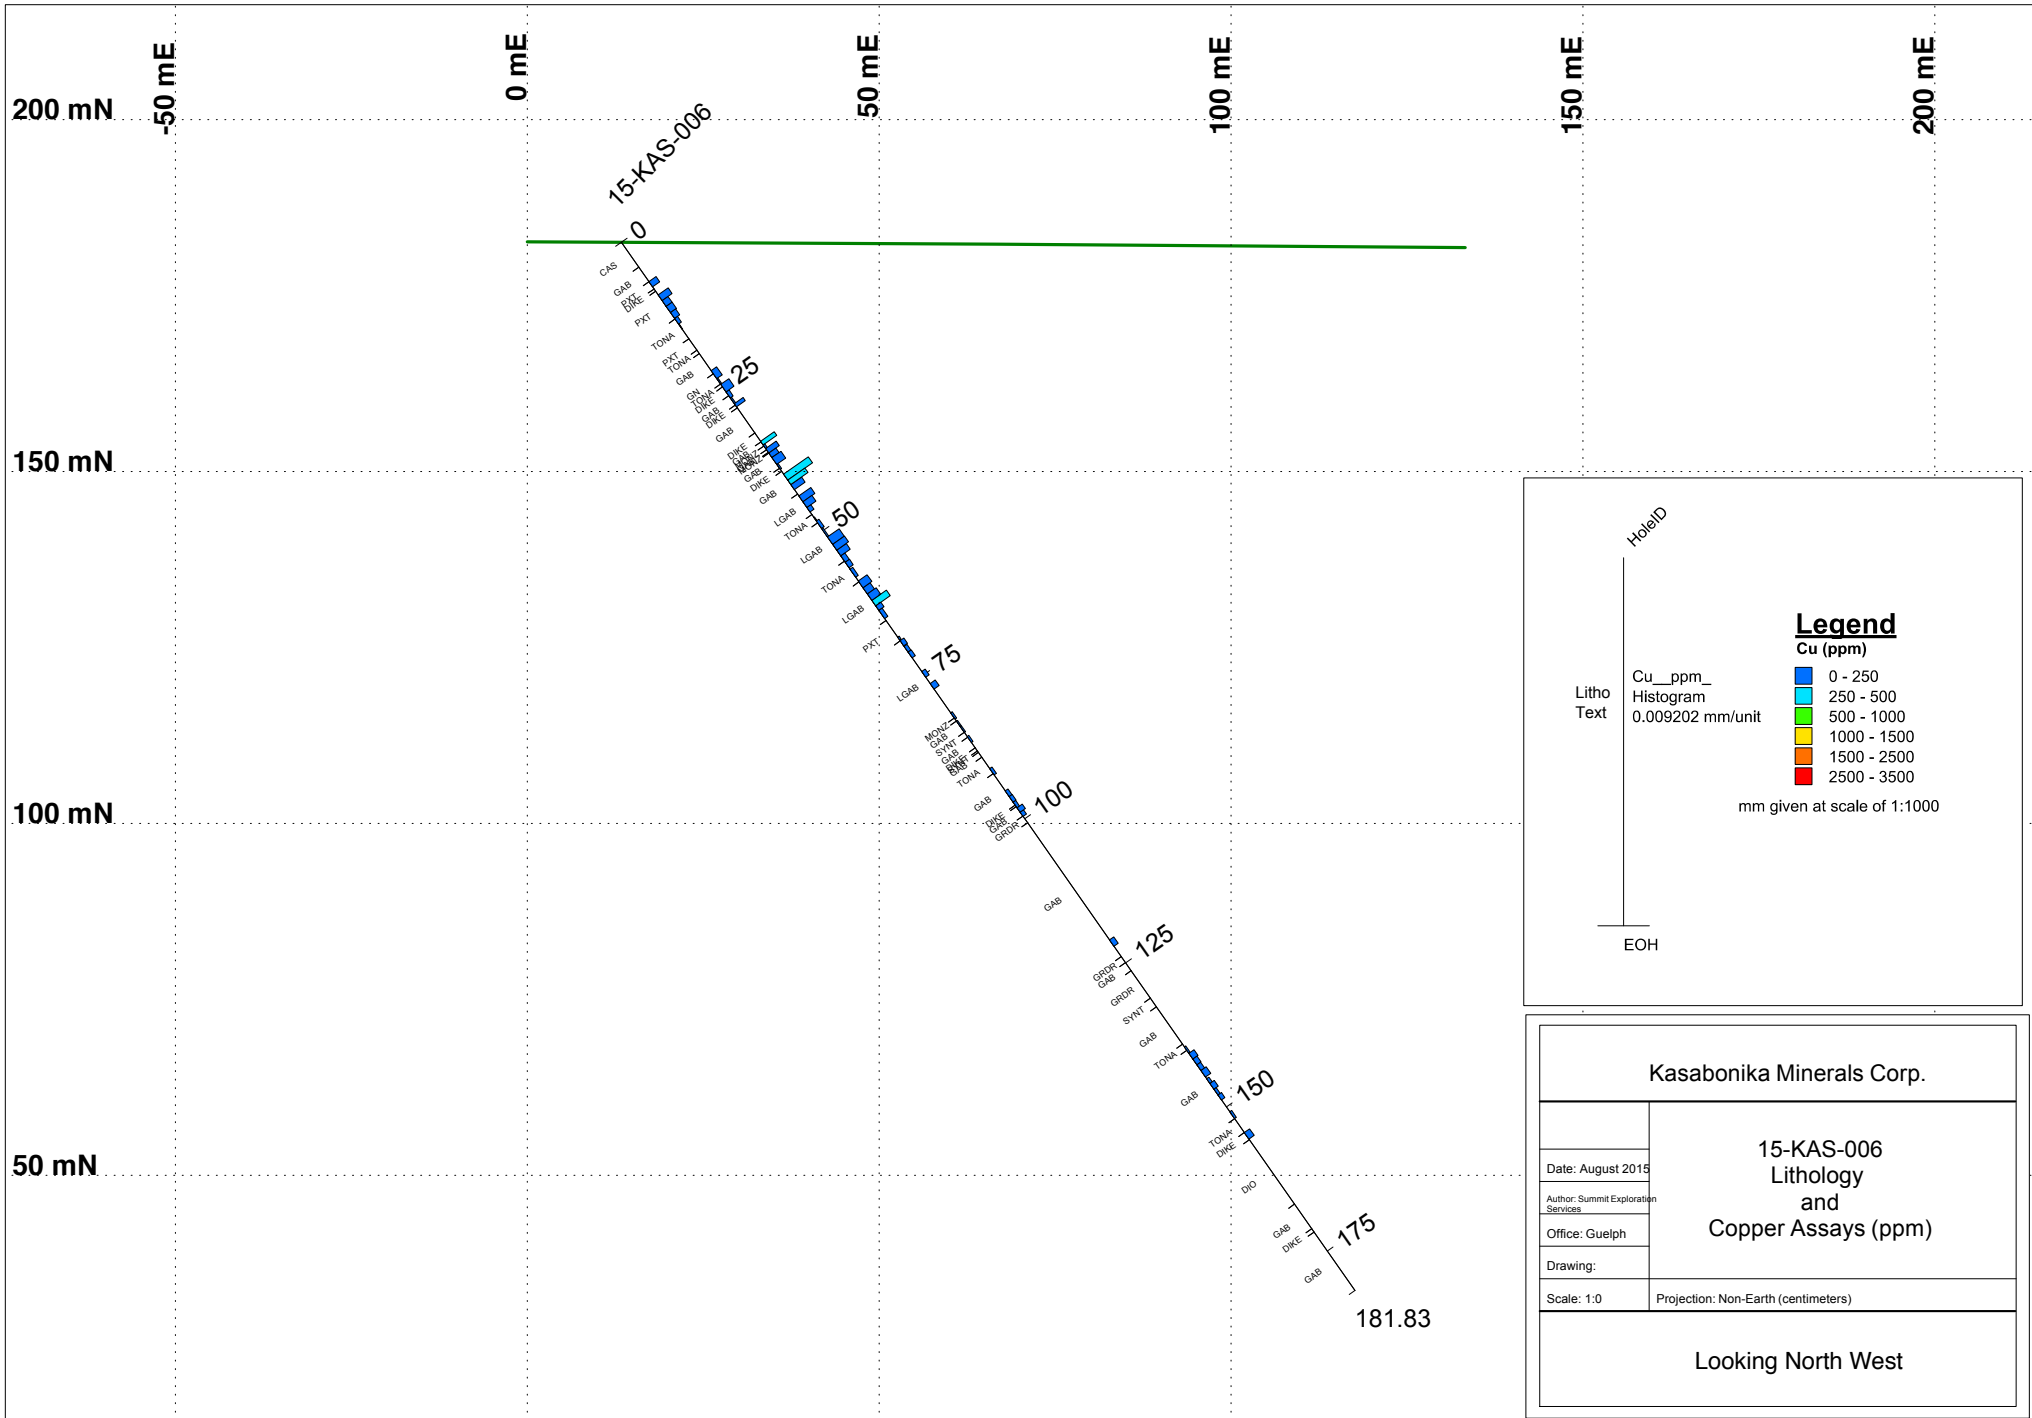 -50 mE
0 mE
50 mE
100 mE
150 mE
200 mE
200 mN
150 mN
100 mN
50 mN
15-KAS-006
0
CAS
GAB
PXT
DIKE
PXT
TONA
PXT
TONA
GAB
25
GN
TONA
DIKE
GAB
DIKE
GAB
DIKE
GAB
MONZ
GAB
DIKE
GAB
LGAB
50
TONA
LGAB
TONA
LGAB
PXT
75
LGAB
MONZ
GAB
SYNT
GAB
DIKE
GAB
TONA
GAB
100
DIKE
GAB
GRDR
GAB
125
GRDR
GAB
GRDR
SYNT
GAB
TONA
GAB
150
TONA
DIKE
DIO
GAB
DIKE
175
GAB
181.83
HoleID
Litho
Text
Cu__ppm_
Histogram
0.009202 mm/unit
EOH
Legend
Cu (ppm)
0 - 250
250 - 500
500 - 1000
1000 - 1500
1500 - 2500
2500 - 3500
mm given at scale of 1:1000
Kasabonika Minerals Corp.
15-KAS-006
Lithology
and
Copper Assays (ppm)
Date: August 2015
Author: Summit Exploration
Services
Office: Guelph
Drawing:
Scale: 1:0
Projection: Non-Earth (centimeters)
Looking North West